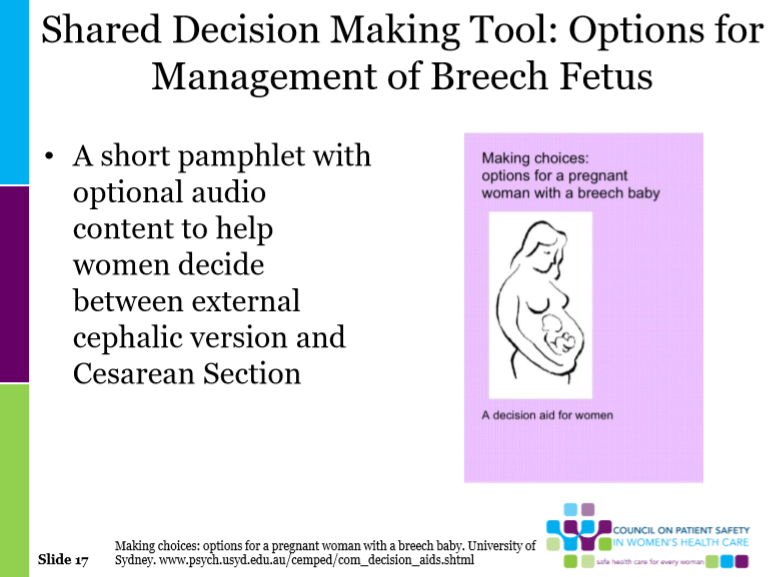 Shared Decision Making Tool: Options for
Management of Breech Fetus
• A short pamphlet with
optional audio
content to help
women decide
between external
cephalic version and
Cesarean Section
Making choices:
options for a pregnant
woman with a breech baby
A decision aid for women
Slide 17
Making choices: options for a pregnant woman with a breech baby. University of
Sydney. www.psych.usyd.edu.au/cemped/com_decision_aids.shtml
COUNCIL ON PATIENT SAFETY
IN WOMEN'S HEALTH CARE
safe health care for every woman